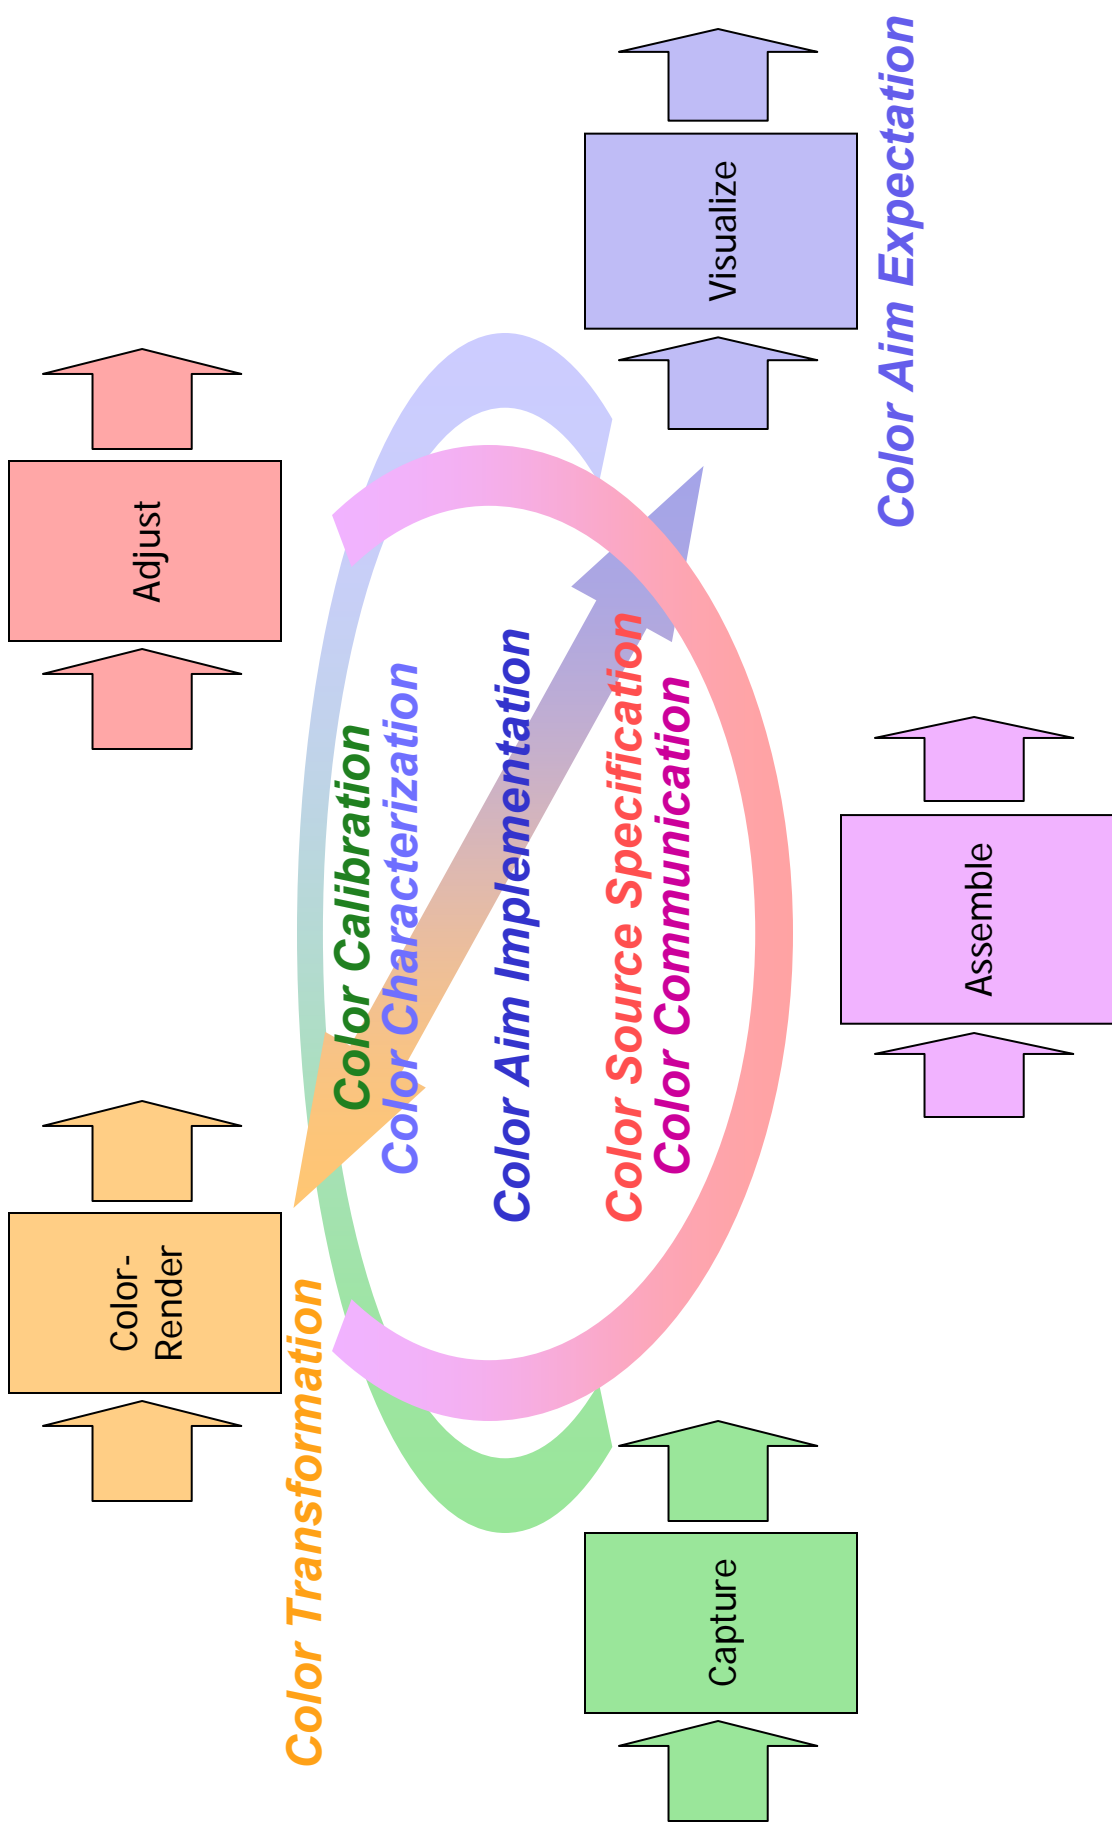 Color-
Render
Adjust
Color Transformation
Color Calibration
Color Characterization
Color Aim Implementation
Color Source Specification
Color Communication
Capture
Visualize
Color Aim Expectation
Assemble